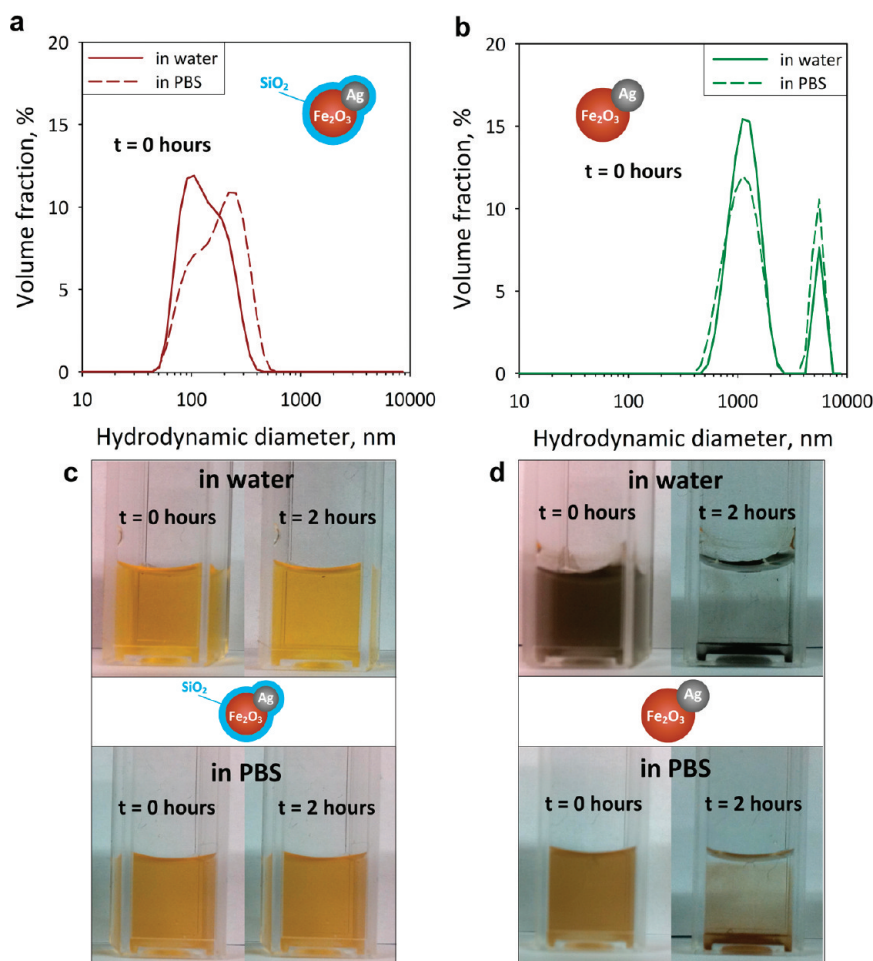 a
20
15
10
5
0
Volume fraction, %
in water
in PBS
SiO₂
Ag
Fe₂O₃
t = 0 hours
10
100
1000
10000
Hydrodynamic diameter, nm
b
20
15
10
5
0
Volume fraction, %
in water
in PBS
Ag
Fe₂O₃
t = 0 hours
10
100
1000
10000
Hydrodynamic diameter, nm
c
in water
t = 0 hours
t = 2 hours
SiO₂
Ag
Fe₂O₃
in PBS
t = 0 hours
t = 2 hours
d
in water
t = 0 hours
t = 2 hours
Ag
Fe₂O₃
in PBS
t = 0 hours
t = 2 hours